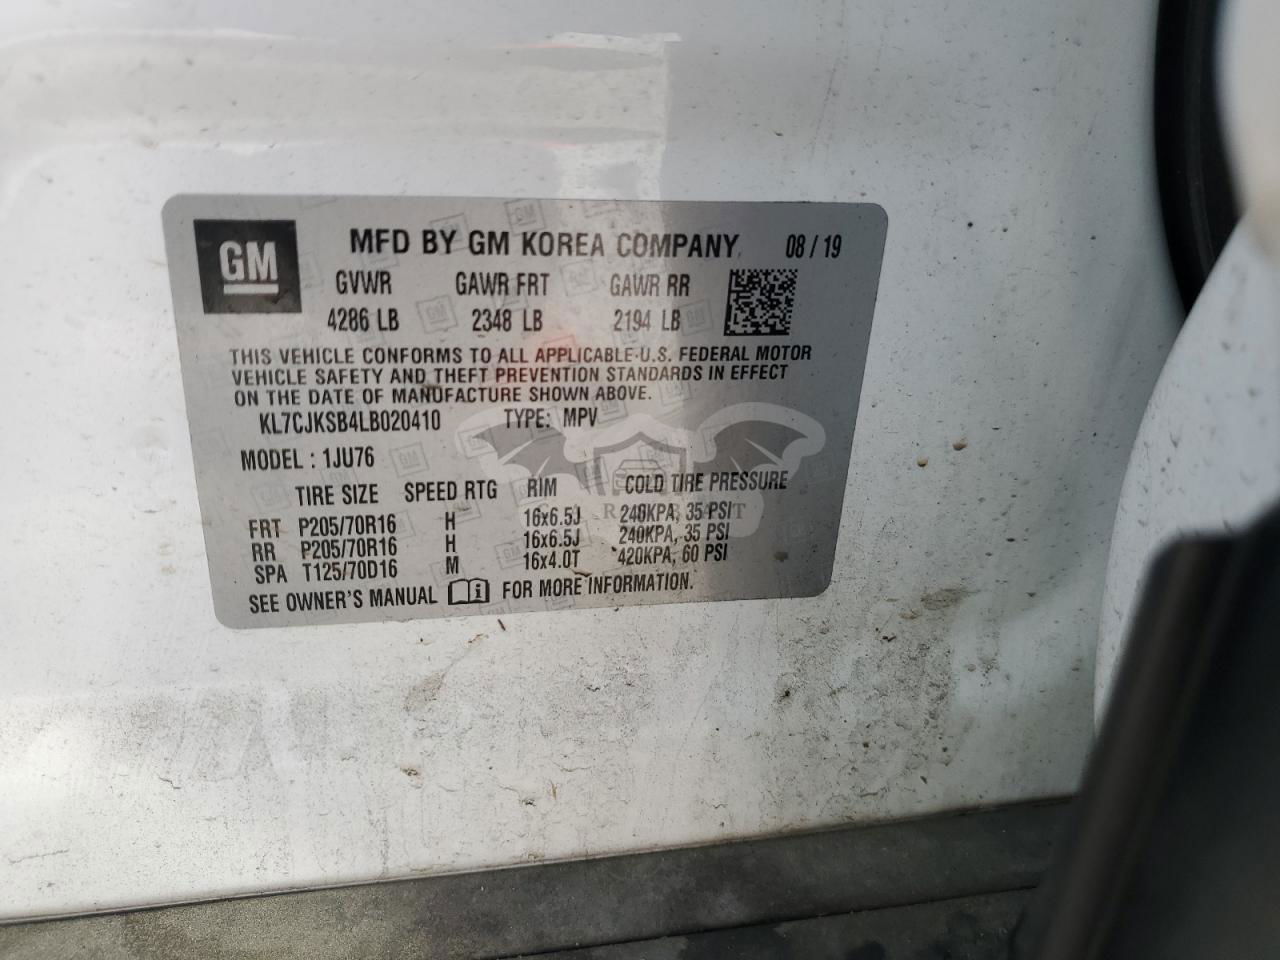 GM
MFD BY GM KOREA COMPANY 08 / 19
GVWR GAWR FRT GAWR RR
4286 LB 2348 LB 2194 LB
THIS VEHICLE CONFORMS TO ALL APPLICABLE U.S. FEDERAL MOTOR
VEHICLE SAFETY AND THEFT PREVENTION STANDARDS IN EFFECT
ON THE DATE OF MANUFACTURE SHOWN ABOVE.
KL7CJKSB4LB020410 TYPE: MPV
MODEL : 1JU76
TIRE SIZE SPEED RTG RIM COLD TIRE PRESSURE
FRT P205/70R16 H 16x6.5J 240KPA, 35 PSI
RR P205/70R16 H 16x6.5J 240KPA, 35 PSI
SPA T125/70D16 M 16x4.0T 420KPA, 60 PSI
SEE OWNER'S MANUAL FOR MORE INFORMATION.